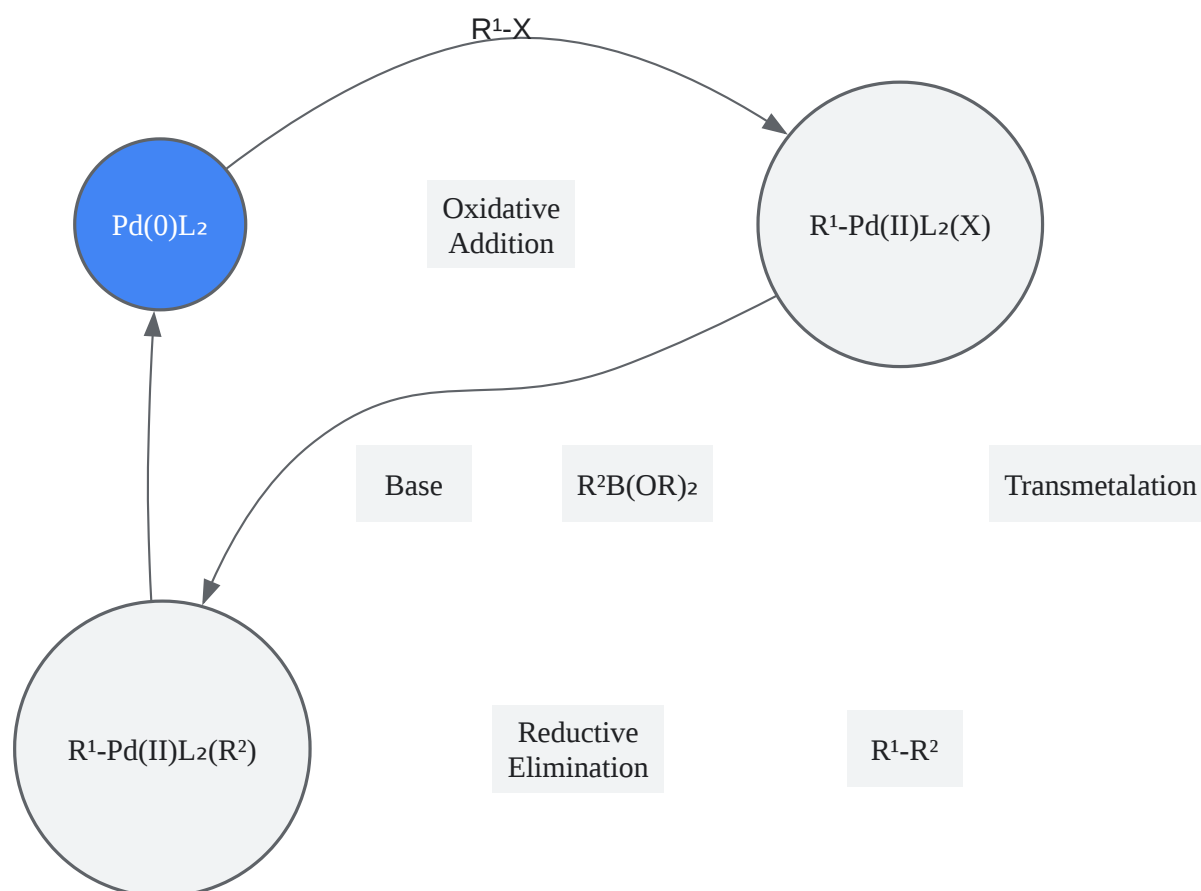 R¹-X
Pd(0)L₂
Oxidative
Addition
R¹-Pd(II)L₂(X)
Base
R²B(OR)₂
Transmetalation
R¹-Pd(II)L₂(R²)
Reductive
Elimination
R¹-R²